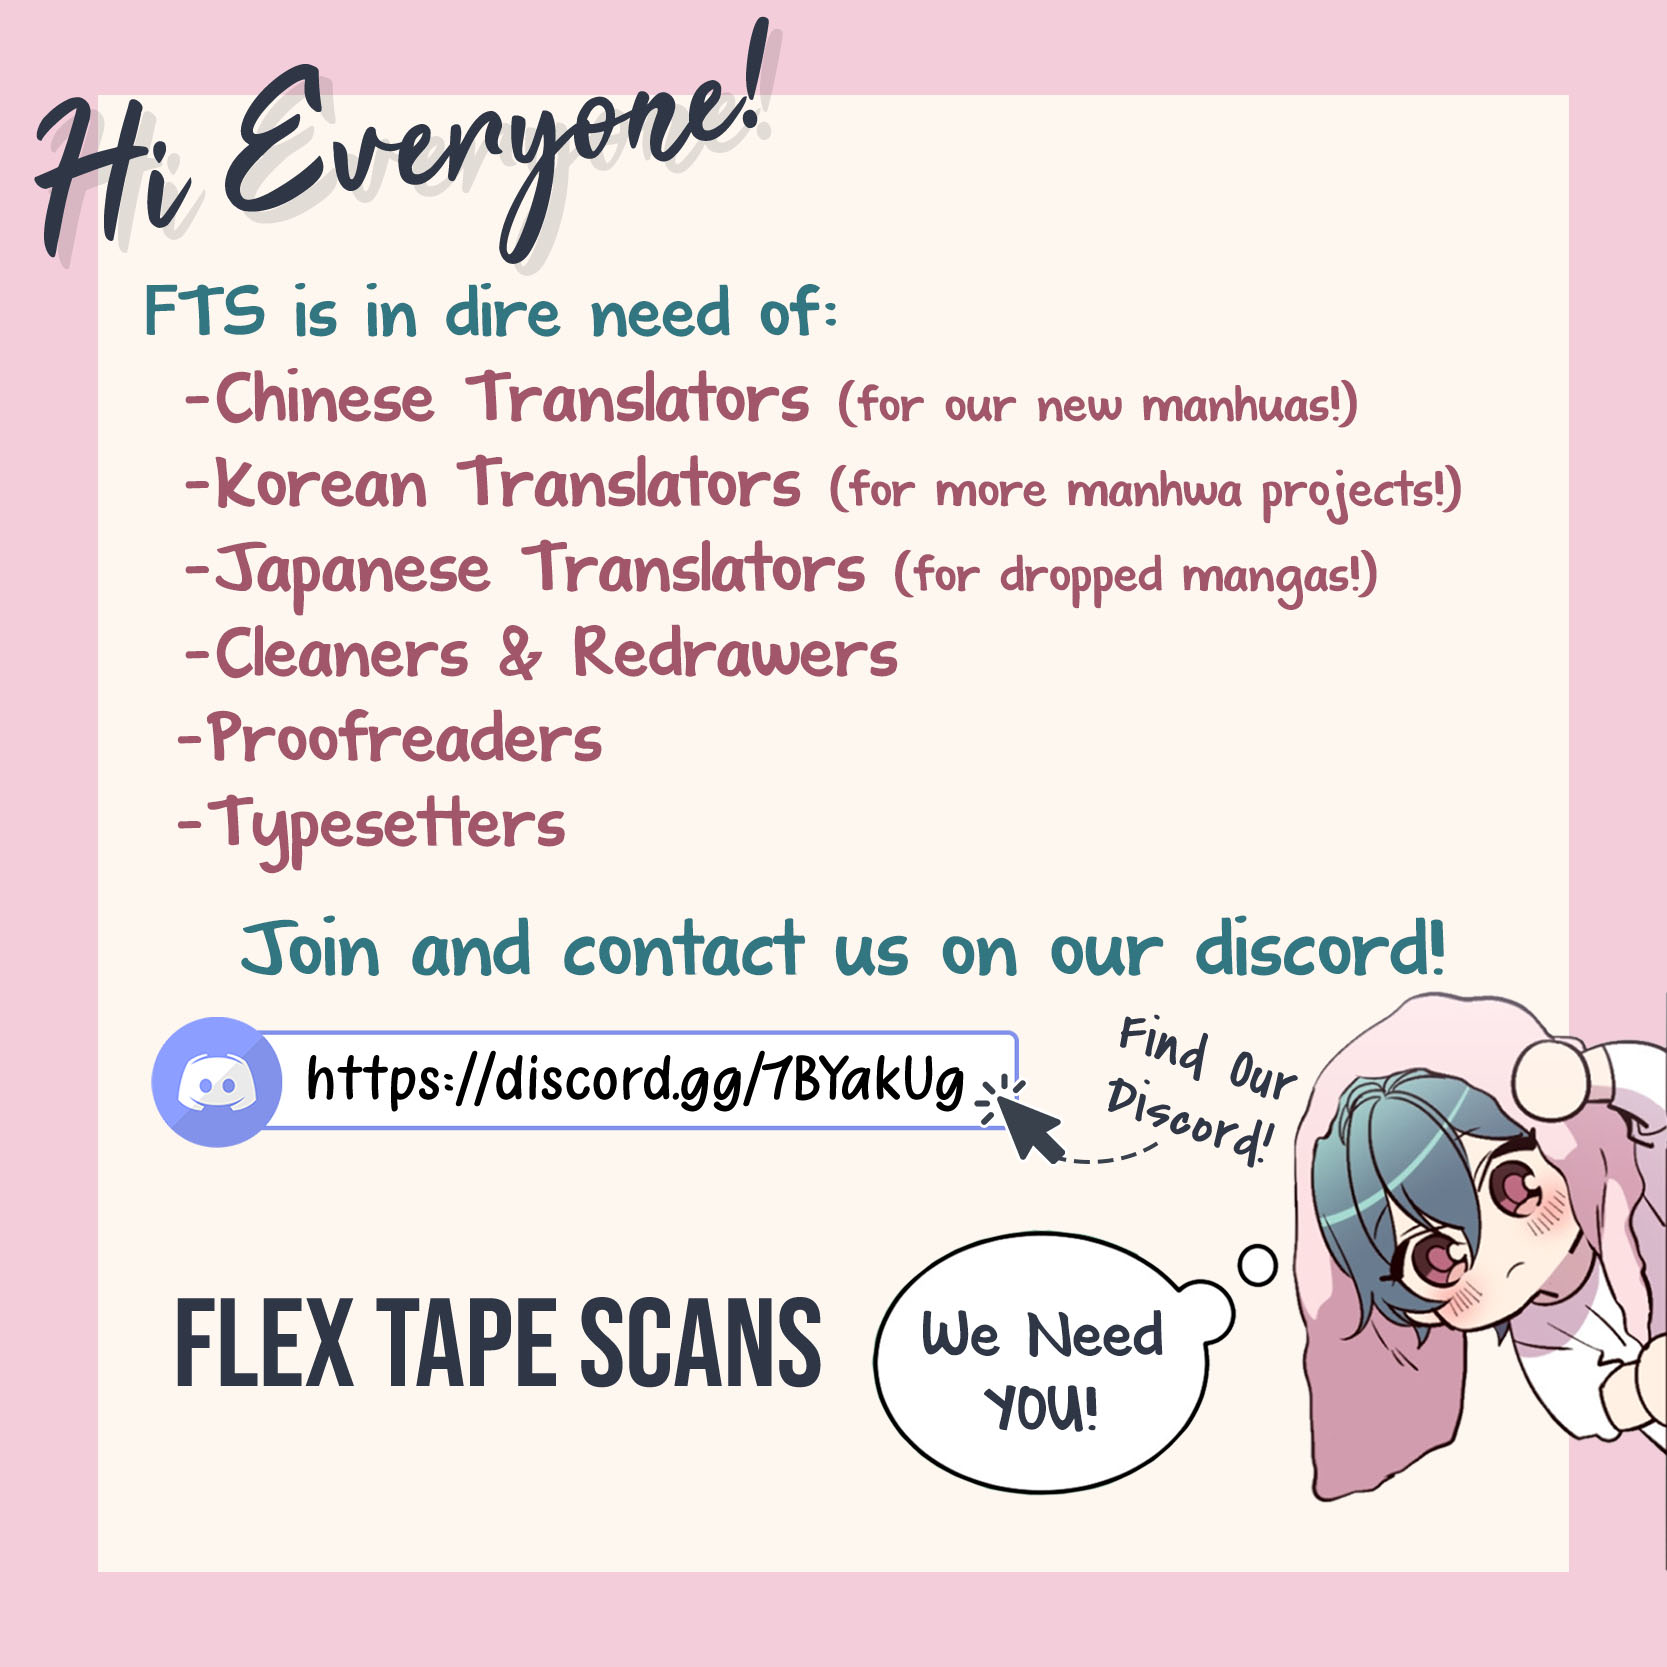 Hi Everyone!
FTS is in dire need of:
-Chinese Translators (for our new manhuas!)
-Korean Translators (for more manhwa projects!)
-Japanese Translators (for dropped mangas!)
-Cleaners & Redrawers
-Proofreaders
-Typesetters
Join and contact us on our discord!
https://discord.gg/7BYakUg
Find Our
Discord!
FLEX TAPE SCANS
We Need
YOU!